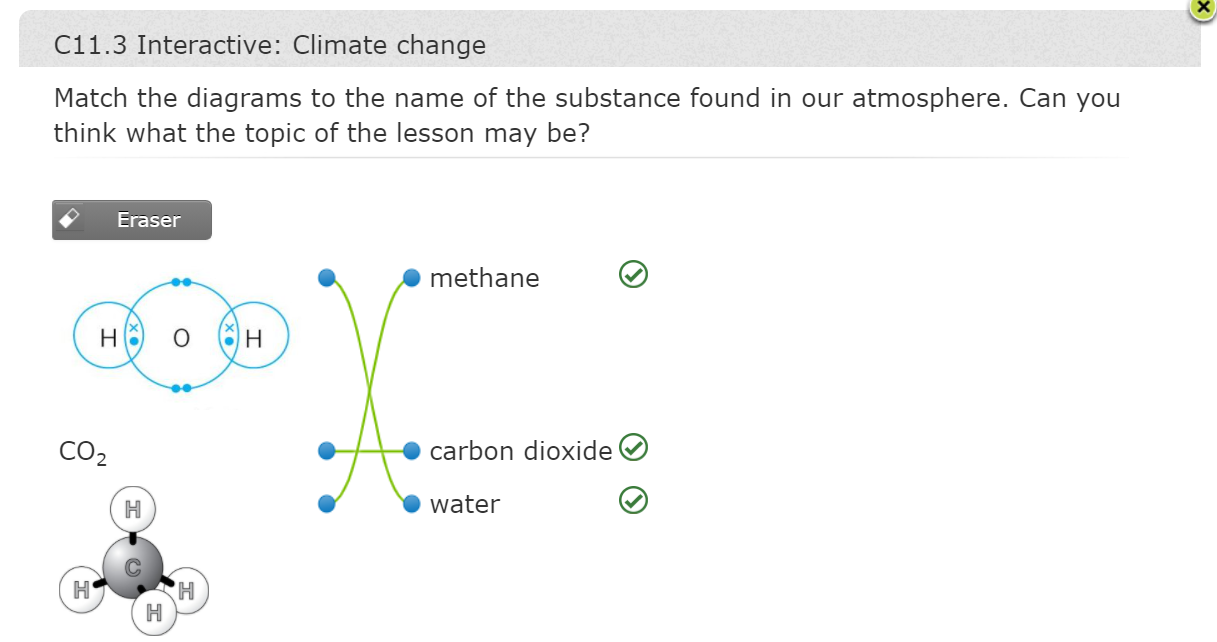 C11.3 Interactive: Climate change
Match the diagrams to the name of the substance found in our atmosphere. Can you
think what the topic of the lesson may be?
Eraser
methane
H O H
CO₂
carbon dioxide
water
H
C
H
H
H